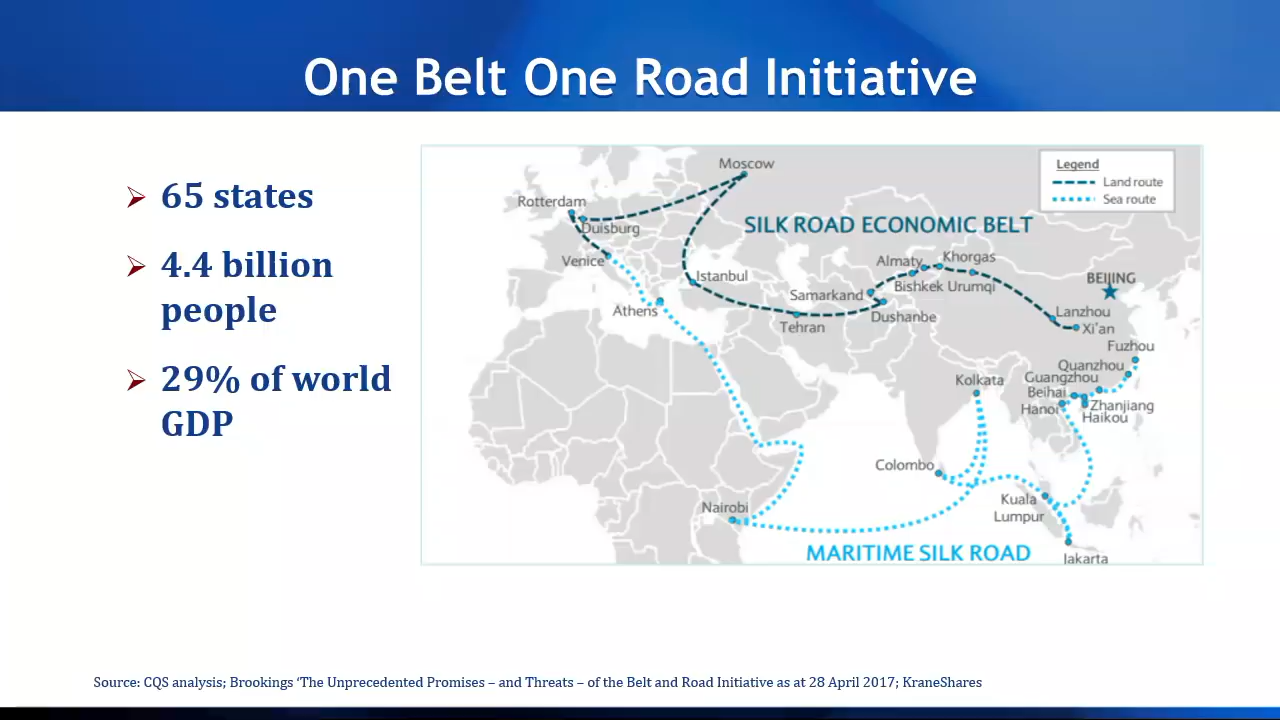 One Belt One Road Initiative
65 states
4.4 billion
people
29% of world
GDP
Legend
Land route
Sea route
Moscow
Rotterdam
Duisburg
SILK ROAD ECONOMIC BELT
Venice
Istanbul
Almaty
Khorgas
Bishkek Urumqi
BEIJING
Samarkand
Athens
Tehran
Dushanbe
Lanzhou
Xi'an
Fuzhou
Quanzhou
Guangzhou
Kolkata
Beihai
Hanoi
Zhanjiang
Haikou
Colombo
Nairobi
Kuala
Lumpur
MARITIME SILK ROAD
Jakarta
Source: CQS analysis; Brookings ‘The Unprecedented Promises – and Threats – of the Belt and Road Initiative as at 28 April 2017; KraneShares